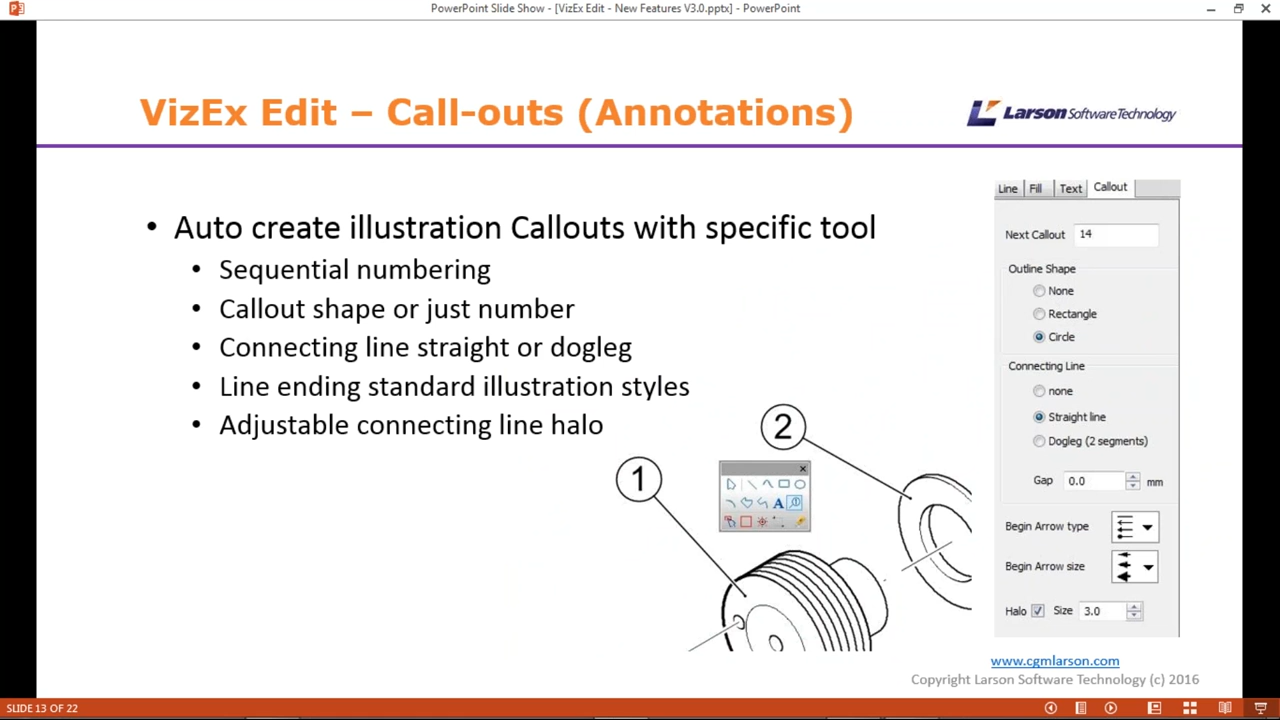 PowerPoint Slide Show - [VizEx Edit - New Features V3.0.pptx] - PowerPoint
VizEx Edit – Call-outs (Annotations)
Larson Software Technology
• Auto create illustration Callouts with specific tool
• Sequential numbering
• Callout shape or just number
• Connecting line straight or dogleg
• Line ending standard illustration styles
• Adjustable connecting line halo
1
2
A
Line Fill Text Callout
Next Callout 14
Outline Shape
None
Rectangle
Circle
Connecting Line
none
Straight line
Dogleg (2 segments)
Gap 0.0 mm
Begin Arrow type
Begin Arrow size
Halo Size 3.0
www.cgmlarson.com
Copyright Larson Software Technology (c) 2016
SLIDE 13 OF 22